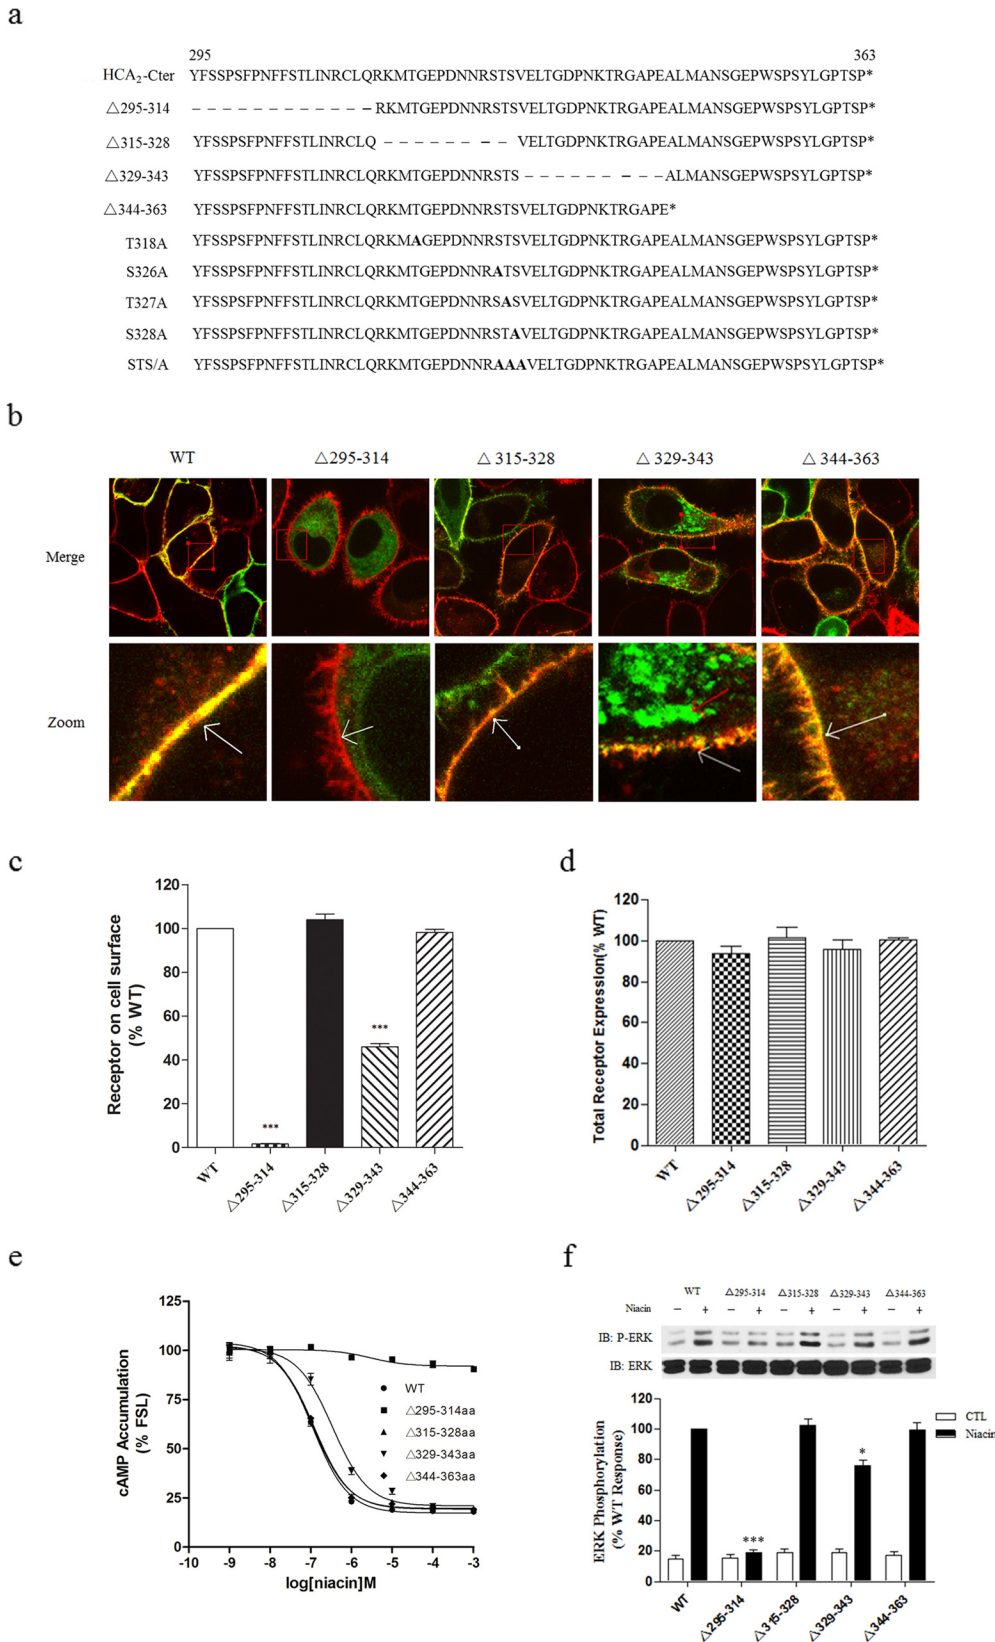 a
295 363
HCA₂-Cter YFSSPSFPNFFSTLINRCLQRKMTGEPDNNRSTSVELTGDPNKTRGAPEALMANSGEPWSPSYLGPTSP*
△295-314 – – – – – – – – – – – – – RKMTGEPDNNRSTSVELTGDPNKTRGAPEALMANSGEPWSPSYLGPTSP*
△315-328 YFSSPSFPNFFSTLINRCLQ – – – – – – – – – VELTGDPNKTRGAPEALMANSGEPWSPSYLGPTSP*
△329-343 YFSSPSFPNFFSTLINRCLQRKMTGEPDNNRSTS – – – – – – – – – – ALMANSGEPWSPSYLGPTSP*
△344-363 YFSSPSFPNFFSTLINRCLQRKMTGEPDNNRSTSVELTGDPNKTRGAPE*
T318A YFSSPSFPNFFSTLINRCLQRKMAGEPDNNRSTSVELTGDPNKTRGAPEALMANSGEPWSPSYLGPTSP*
S326A YFSSPSFPNFFSTLINRCLQRKMTGEPDNNRATSVELTGDPNKTRGAPEALMANSGEPWSPSYLGPTSP*
T327A YFSSPSFPNFFSTLINRCLQRKMTGEPDNNRSASVELTGDPNKTRGAPEALMANSGEPWSPSYLGPTSP*
S328A YFSSPSFPNFFSTLINRCLQRKMTGEPDNNRSTAVELTGDPNKTRGAPEALMANSGEPWSPSYLGPTSP*
STS/A YFSSPSFPNFFSTLINRCLQRKMTGEPDNNRAAAVELTGDPNKTRGAPEALMANSGEPWSPSYLGPTSP*
b
WT △295-314 △315-328 △329-343 △344-363
Merge
Zoom
c
Receptor on cell surface
(% WT)
120
100
80
60
40
20
0
***
***
WT △295-314 △315-328 △329-343 △344-363
d
Total Receptor Expression(% WT)
120
100
80
60
40
20
0
WT △295-314 △315-328 △329-343 △344-363
e
cAMP Accumulation
(% FSL)
125
100
75
50
25
0
WT
△295-314aa
△315-328aa
△329-343aa
△344-363aa
-10 -9 -8 -7 -6 -5 -4 -3
log[niacin]M
f
WT △295-314 △315-328 △329-343 △344-363
Niacin – + – + – + – + – +
IB: P-ERK
IB: ERK
ERK Phosphorylation
(% WT Response)
120
100
80
60
40
20
0
CTL
Niacin
***
*
WT △295-314 △315-328 △329-343 △344-363